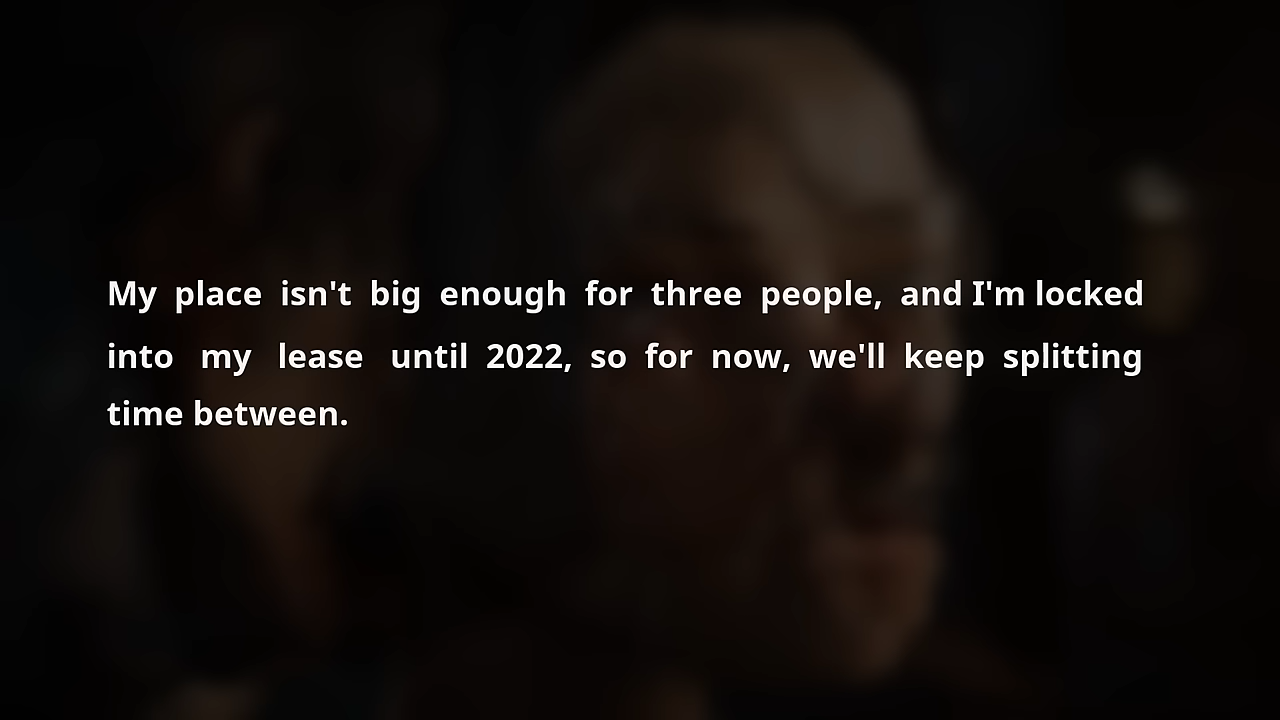 My place isn't big enough for three people, and I'm locked
into my lease until 2022, so for now, we'll keep splitting
time between.